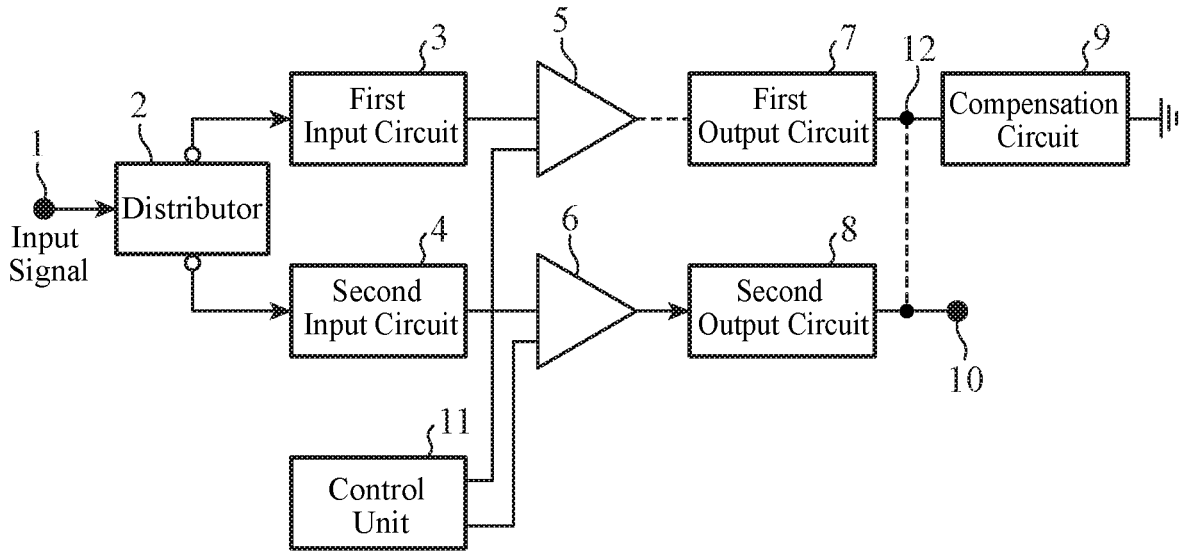 1
Input
Signal
2
Distributor
3
First
Input Circuit
4
Second
Input Circuit
5
6
7
First
Output Circuit
8
Second
Output Circuit
12
9
Compensation
Circuit
10
11
Control
Unit